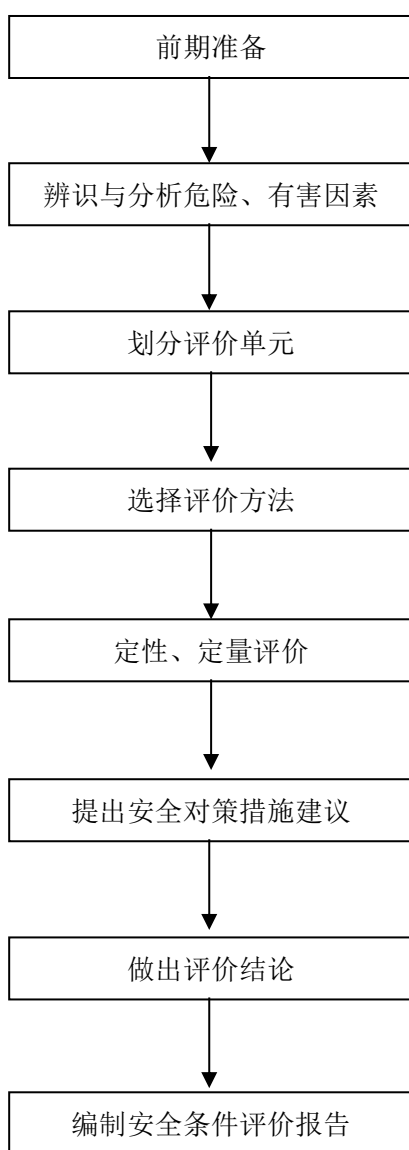 前期准备
辨识与分析危险、有害因素
划分评价单元
选择评价方法
定性、定量评价
提出安全对策措施建议
做出评价结论
编制安全条件评价报告